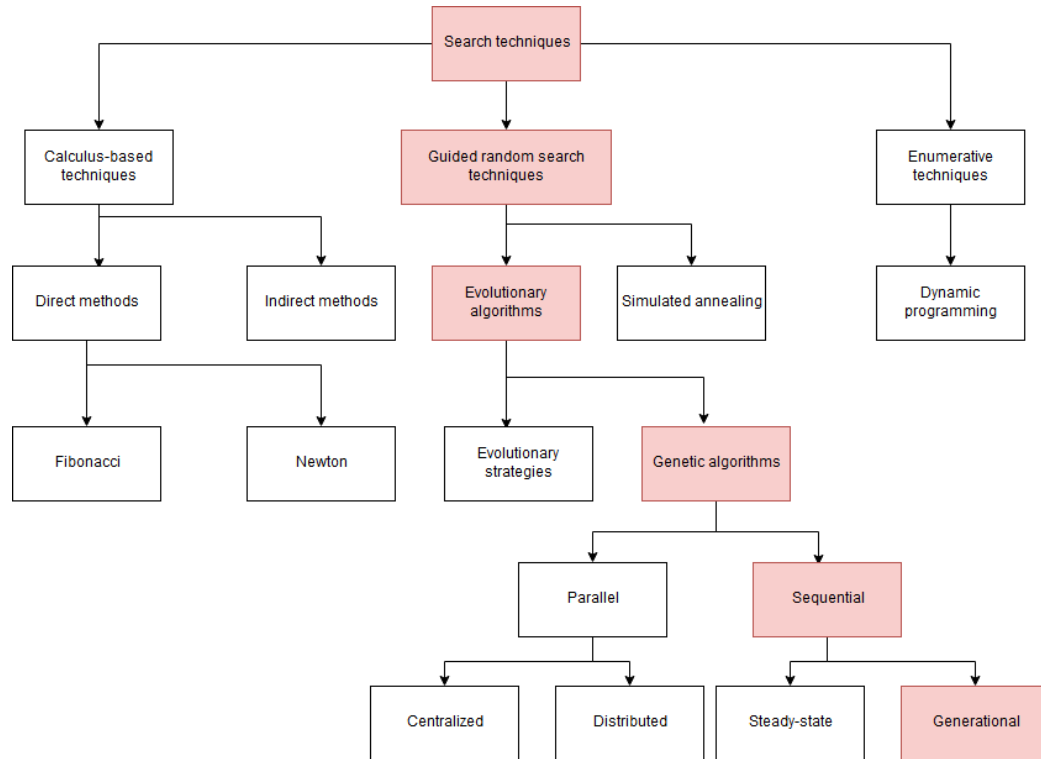 Search techniques
Calculus-based
techniques
Guided random search
techniques
Enumerative
techniques
Direct methods
Indirect methods
Evolutionary
algorithms
Simulated annealing
Dynamic
programming
Fibonacci
Newton
Evolutionary
strategies
Genetic algorithms
Parallel
Sequential
Centralized
Distributed
Steady-state
Generational